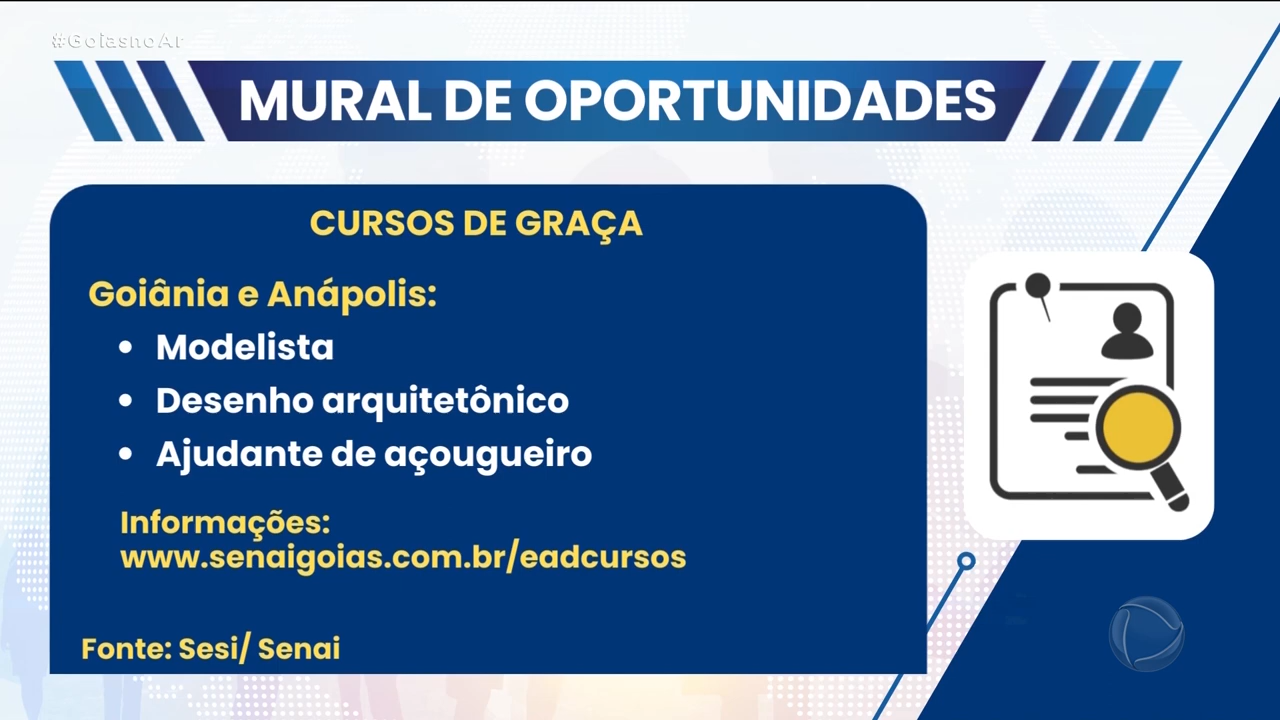 #GoiásnoAr
MURAL DE OPORTUNIDADES
CURSOS DE GRAÇA
Goiânia e Anápolis:
• Modelista
• Desenho arquitetônico
• Ajudante de açougueiro
Informações:
www.senaigoias.com.br/eadcursos
Fonte: Sesi/ Senai